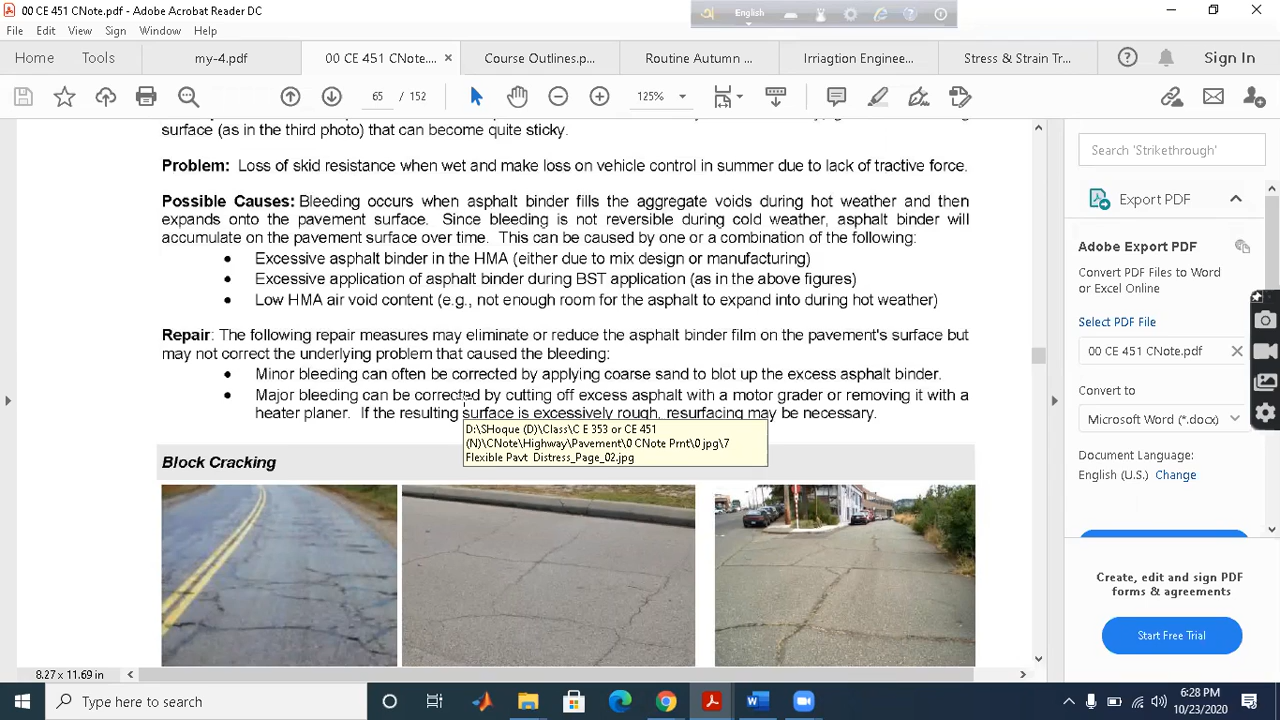 00 CE 451 CNote.pdf - Adobe Acrobat Reader DC
English
File Edit View Sign Window Help
Home Tools my-4.pdf 00 CE 451 CNote.... × Course Outlines.p... Routine Autumn ... Irriagtion Enginee... Stress & Strain Tr... Sign In
65 / 152 125%
surface (as in the third photo) that can become quite sticky.
Problem: Loss of skid resistance when wet and make loss on vehicle control in summer due to lack of tractive force.
Possible Causes: Bleeding occurs when asphalt binder fills the aggregate voids during hot weather and then
expands onto the pavement surface. Since bleeding is not reversible during cold weather, asphalt binder will
accumulate on the pavement surface over time. This can be caused by one or a combination of the following:
• Excessive asphalt binder in the HMA (either due to mix design or manufacturing)
• Excessive application of asphalt binder during BST application (as in the above figures)
• Low HMA air void content (e.g., not enough room for the asphalt to expand into during hot weather)
Repair: The following repair measures may eliminate or reduce the asphalt binder film on the pavement's surface but
may not correct the underlying problem that caused the bleeding:
• Minor bleeding can often be corrected by applying coarse sand to blot up the excess asphalt binder.
• Major bleeding can be corrected by cutting off excess asphalt with a motor grader or removing it with a
heater planer. If the resulting surface is excessively rough, resurfacing may be necessary.
D:\SHoque (D)\Class\C E 353 or CE 451
(N)\CNote\Highway\Pavement\0 CNote Prnt\0 jpg\7
Flexible Pavt Distress_Page_02.jpg
Block Cracking
8.27 x 11.69 in
Search 'Strikethrough'
Export PDF
Adobe Export PDF
Convert PDF Files to Word
or Excel Online
Select PDF File
00 CE 451 CNote.pdf
Convert to
Microsoft Word (*.docx)
Document Language:
English (U.S.) Change
Create, edit and sign PDF
forms & agreements
Start Free Trial
Type here to search
6:28 PM
10/23/2020